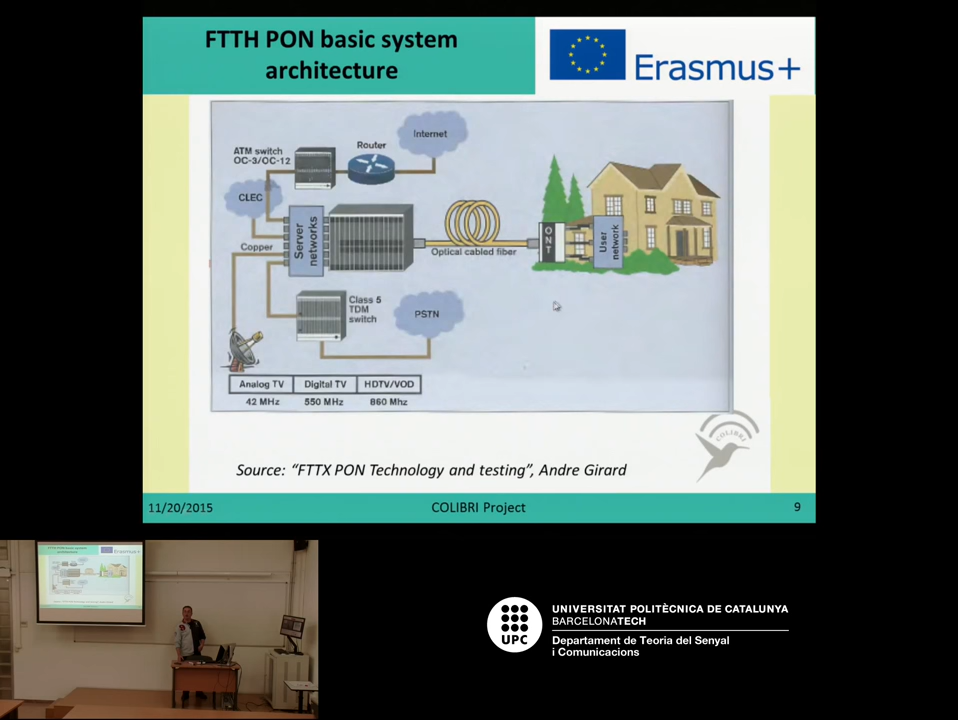 FTTH PON basic system
architecture
Erasmus+
Internet
Router
ATM switch
OC-3/OC-12
CLEC
Server
networks
Copper
Optical cabled fiber
ONT
User
network
Class 5
TDM
switch
PSTN
Analog TV Digital TV HDTV/VOD
42 MHz 550 MHz 860 Mhz
COLIBRI
Source: “FTTX PON Technology and testing”, Andre Girard
11/20/2015 COLIBRI Project 9
UPC
UNIVERSITAT POLITÈCNICA DE CATALUNYA
BARCELONATECH
Departament de Teoria del Senyal
i Comunicacions